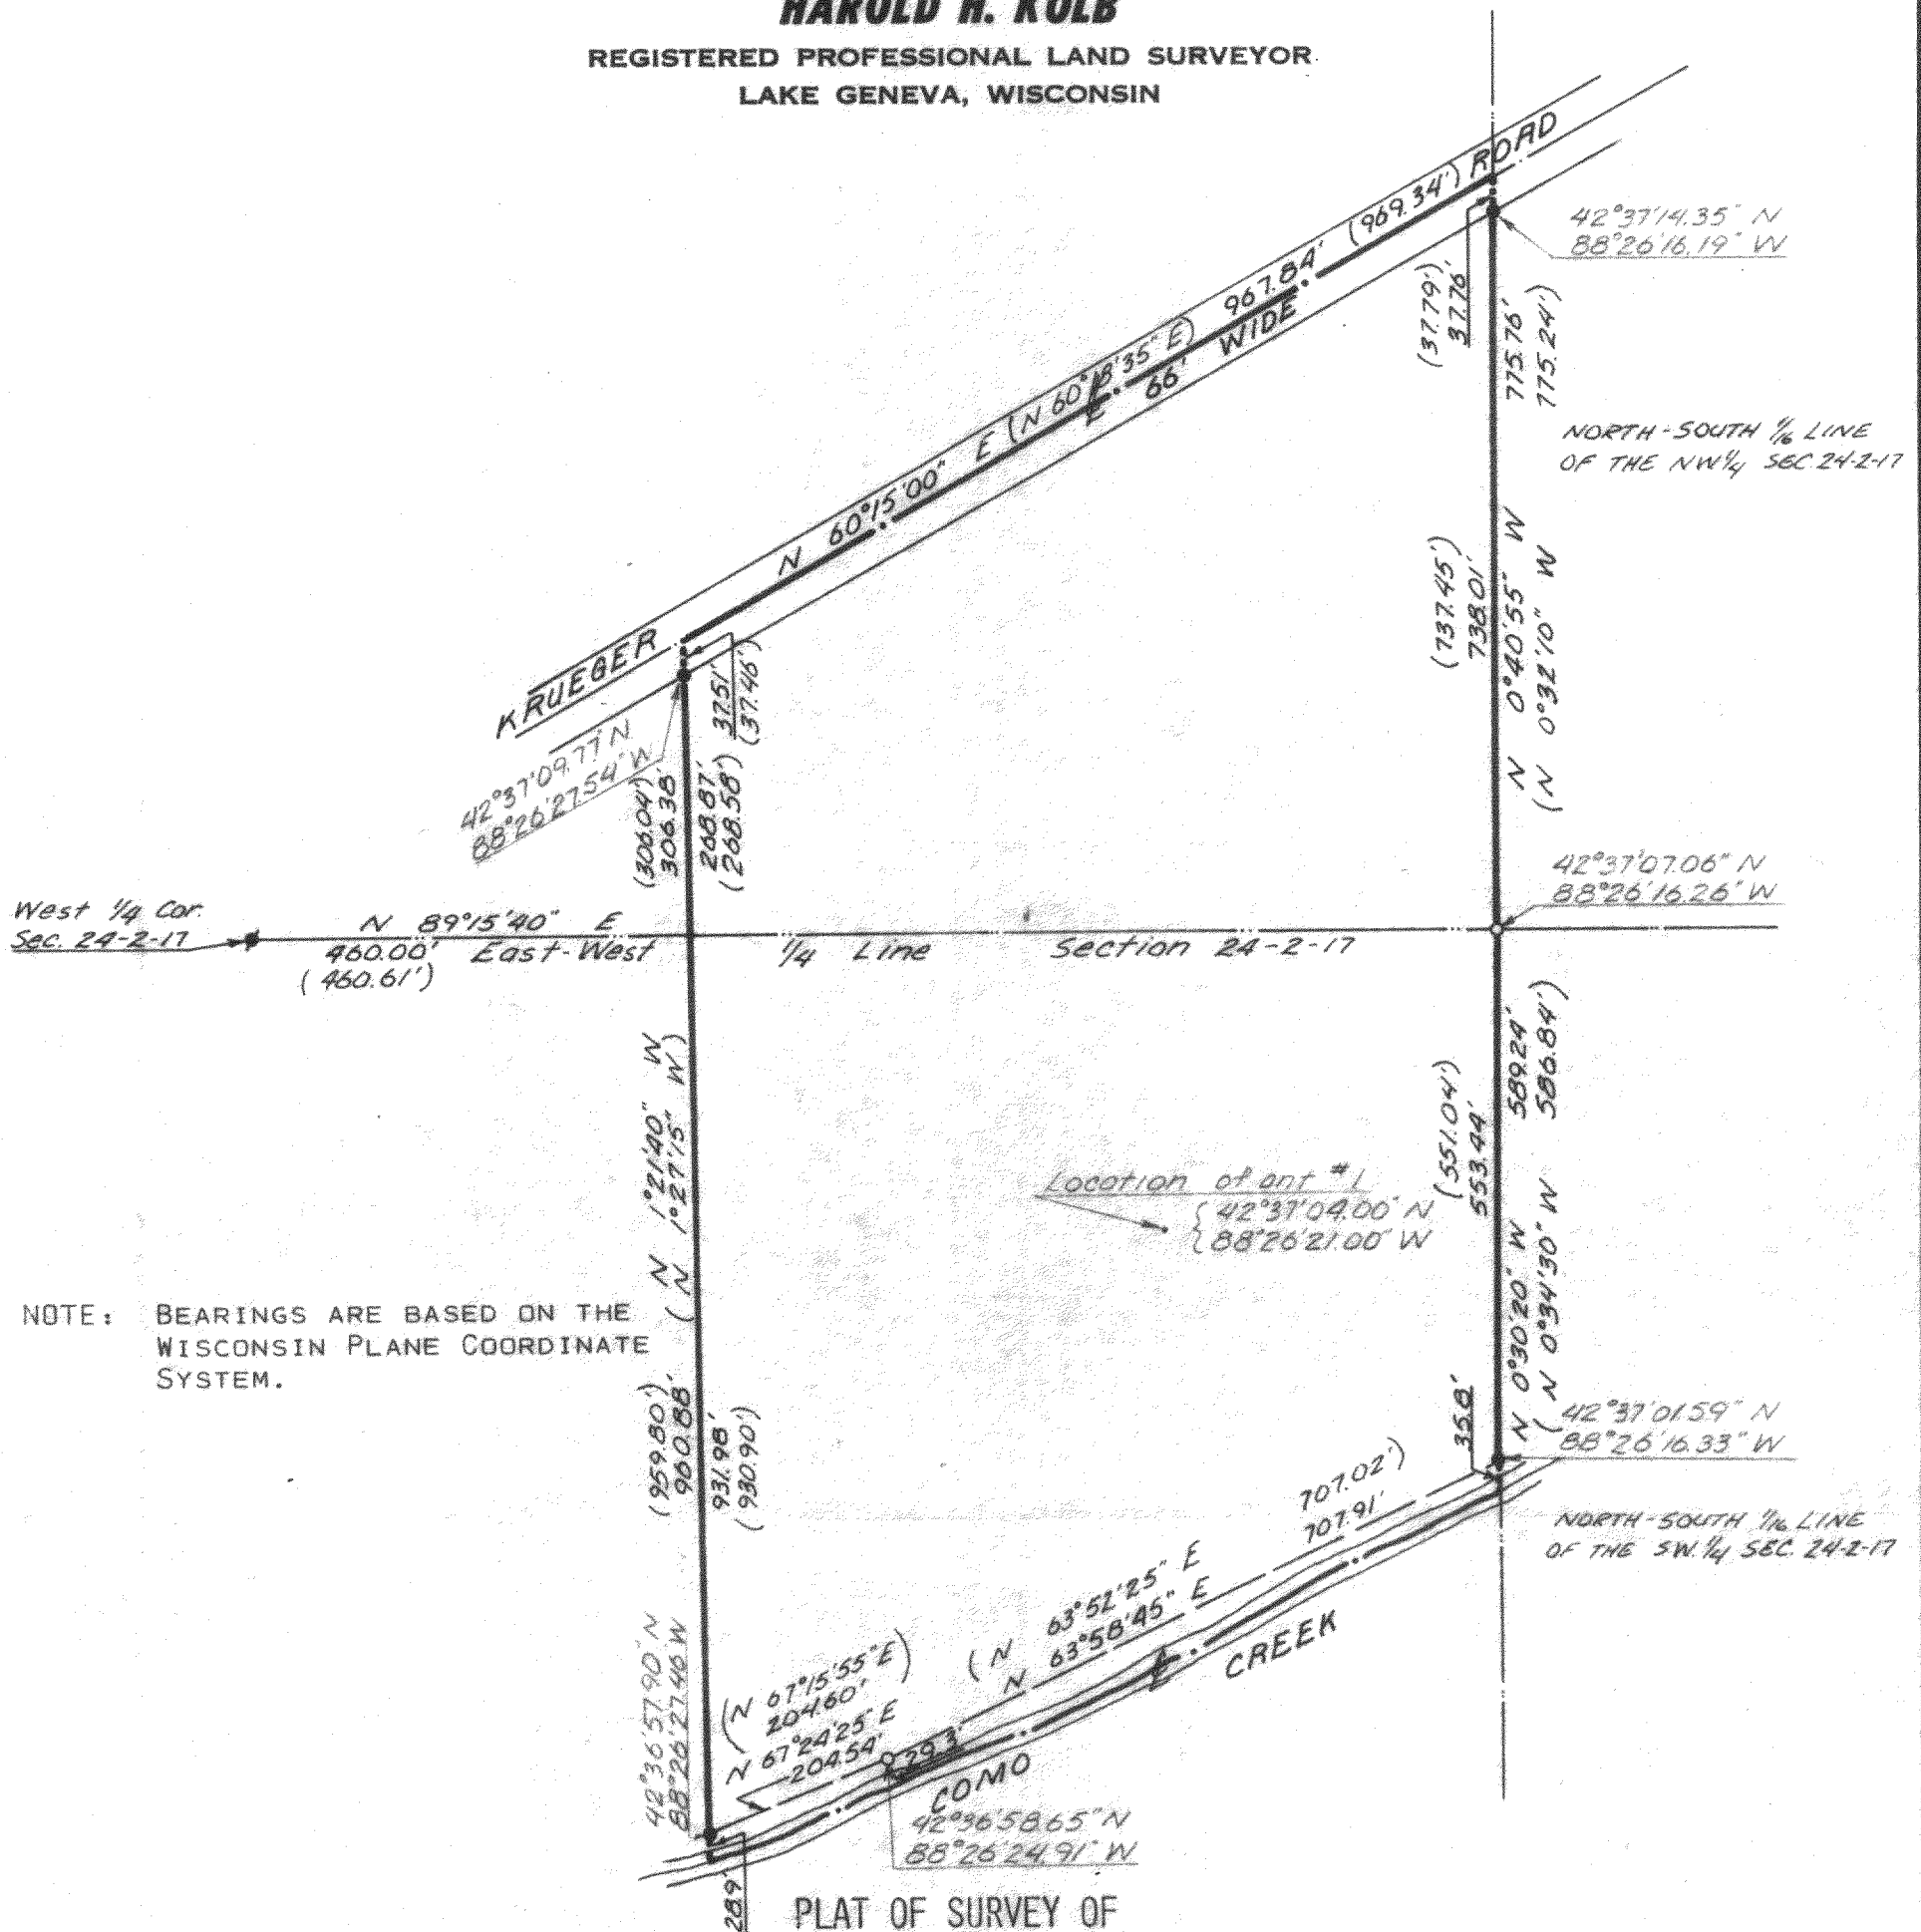 HAROLD H. KOLB
REGISTERED PROFESSIONAL LAND SURVEYOR
LAKE GENEVA, WISCONSIN
KRUEGER
ROAD
N 60°15'00" E (N 60°18'35" E) 967.84' (969.34')
℄ 66' WIDE
42°37'14.35" N
88°26'16.19" W
(37.79')
37.76'
775.76'
775.24')
NORTH-SOUTH 1/16 LINE
OF THE NW 1/4 SEC 24-2-17
(737.45')
738.01'
N 0°40'55" W
(N 0°32'10" W
42°37'09.77" N
88°26'27.54" W
37.51'
(37.46')
(306.04')
306.38'
268.87'
(268.58')
42°37'07.06" N
88°26'16.26" W
West 1/4 Cor.
Sec. 24-2-17
N 89°15'40" E
460.00' East-West 1/4 Line Section 24-2-17
(460.61')
N 1°21'40" W
(N 1°27'15" W)
589.24'
586.84')
(551.04')
553.44'
Location of ant #1
42°37'04.00" N
88°26'21.00" W
N 0°30'20" W
(N 0°34'30" W
NOTE: BEARINGS ARE BASED ON THE
WISCONSIN PLANE COORDINATE
SYSTEM.
(959.80')
960.88'
931.98'
(930.90')
35.8'
42°37'01.59" N
88°26'16.33" W
NORTH-SOUTH 1/16 LINE
OF THE SW. 1/4 SEC. 24-2-17
707.02')
707.91'
(N 63°52'25" E
N 63°58'45" E
42°36'57.90" N
88°26'27.46 W
(N 67°15'55" E)
204.60'
N 67°24'25" E
204.54'
29.3'
℄
COMO
CREEK
42°36'58.65" N
88°26'24.91" W
28.9'
PLAT OF SURVEY OF